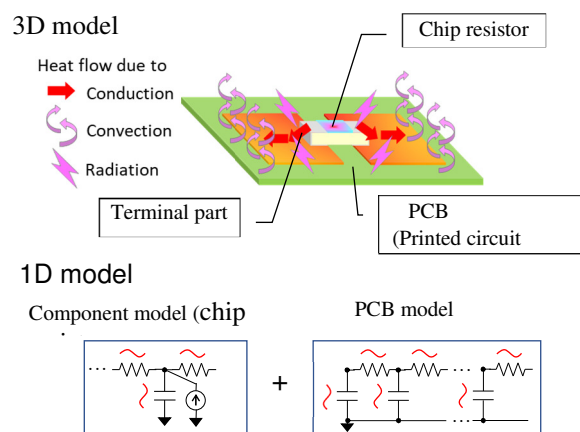 3D model
Chip resistor
Heat flow due to
Conduction
Convection
Radiation
Terminal part
PCB
(Printed circuit
1D model
Component model (chip
PCB model
...
+
...
...